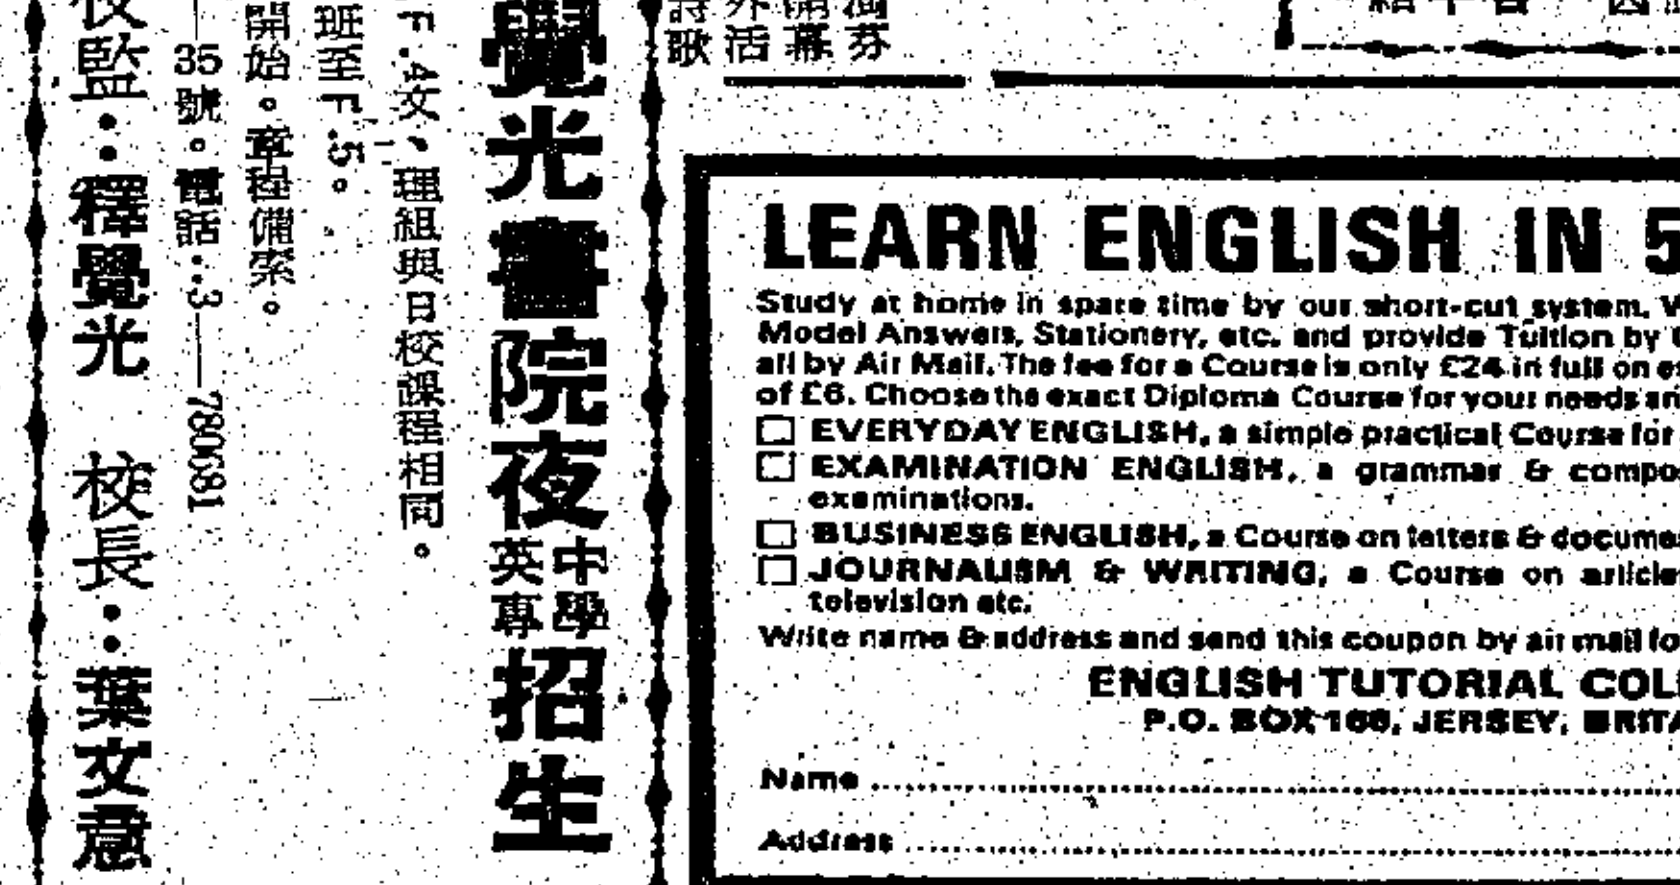 詩歌
外活
開幕
湎芬
覺光書院夜
中學
英專
招生
F.4文，理組與日校課程相同。
班至F.5。
開始。章程備索。
35號。電話：3—780681
校監：釋覺光 校長：葉文意
LEARN ENGLISH IN 5
Study at home in spare time by our short-cut system. W
Model Answers, Stationery, etc. and provide Tuition by
all by Air Mail. The fee for a Course is only £24 in full on
of £6. Choose the exact Diploma Course for your needs an
EVERYDAY ENGLISH, a simple practical Course for
EXAMINATION ENGLISH, a grammar & compo
examinations.
BUSINESS ENGLISH, a Course on letters & docume
JOURNALISM & WRITING, a Course on article
television etc.
Write name & address and send this coupon by air mail fo
ENGLISH TUTORIAL COL
P.O. BOX 166, JERSEY, BRITA
Name
Address